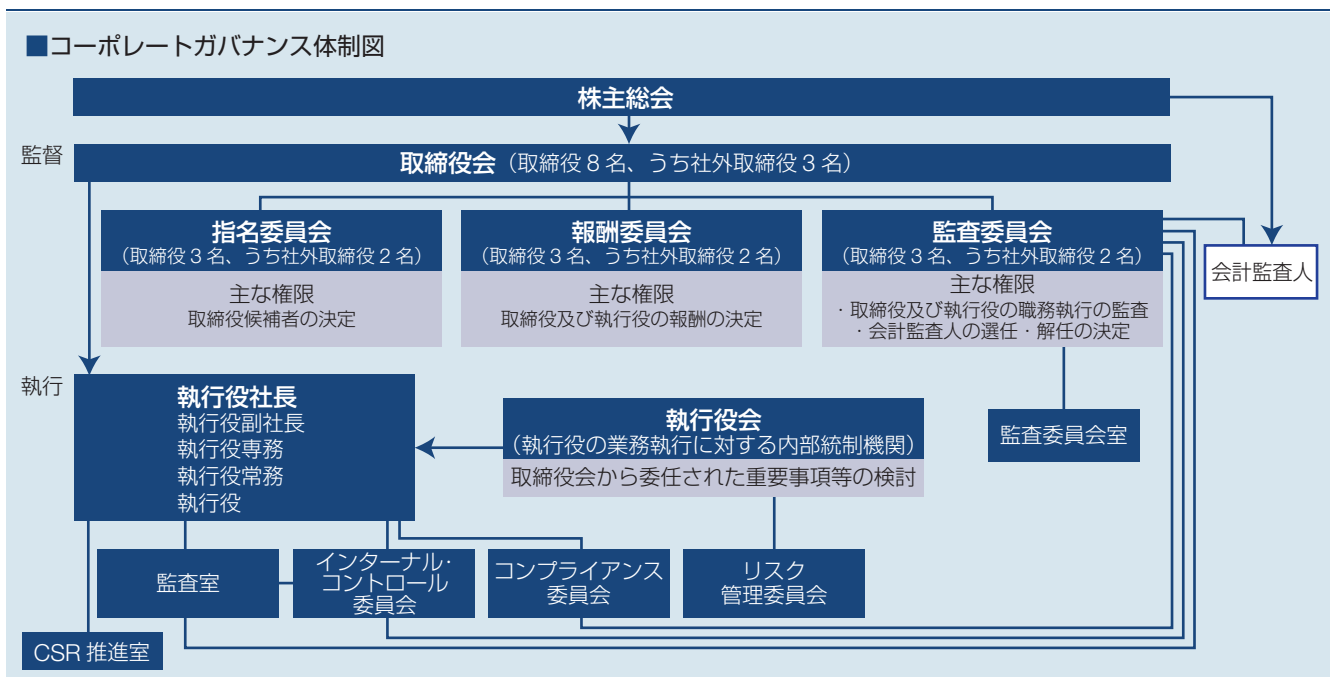 ■コーポレートガバナンス体制図
株主総会
監督
取締役会（取締役8名、うち社外取締役3名）
指名委員会
（取締役3名、うち社外取締役2名）
主な権限
取締役候補者の決定
報酬委員会
（取締役3名、うち社外取締役2名）
主な権限
取締役及び執行役の報酬の決定
監査委員会
（取締役3名、うち社外取締役2名）
主な権限
・取締役及び執行役の職務執行の監査
・会計監査人の選任・解任の決定
会計監査人
執行
執行役社長
執行役副社長
執行役専務
執行役常務
執行役
執行役会
（執行役の業務執行に対する内部統制機関）
取締役会から委任された重要事項等の検討
監査委員会室
監査室
インターナル・
コントロール
委員会
コンプライアンス
委員会
リスク
管理委員会
CSR推進室